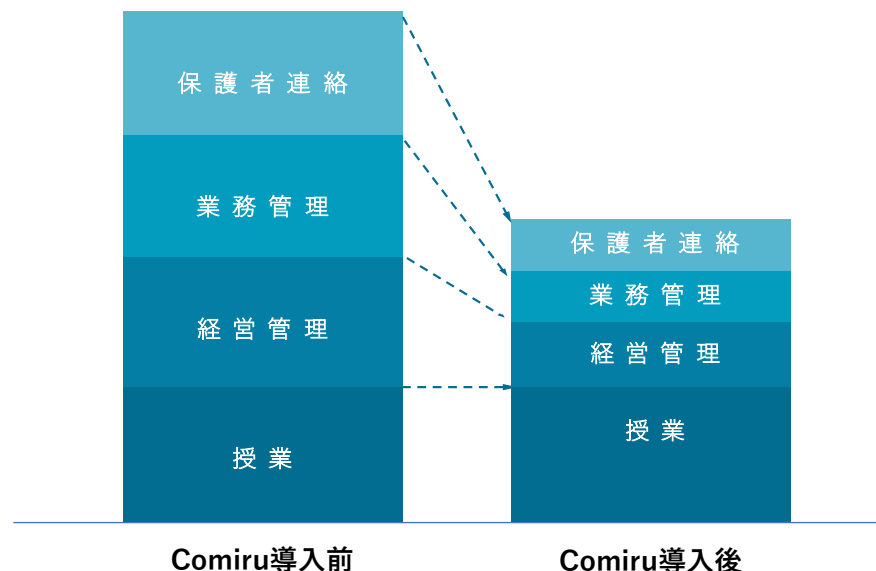 保護者連絡
業務管理
経営管理
授業
Comiru導入前
保護者連絡
業務管理
経営管理
授業
Comiru導入後